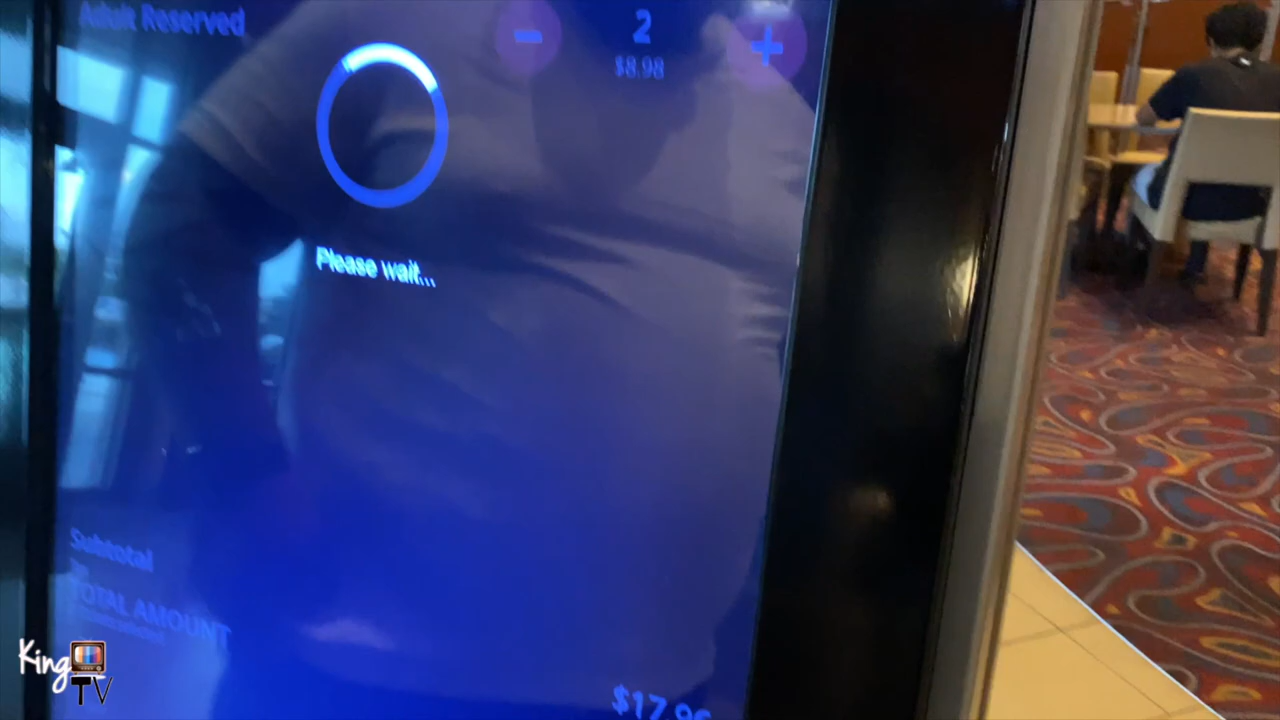 Adult Reserved
2
$8.98
Please wait...
Subtotal
TOTAL AMOUNT
$17.96
King
TV